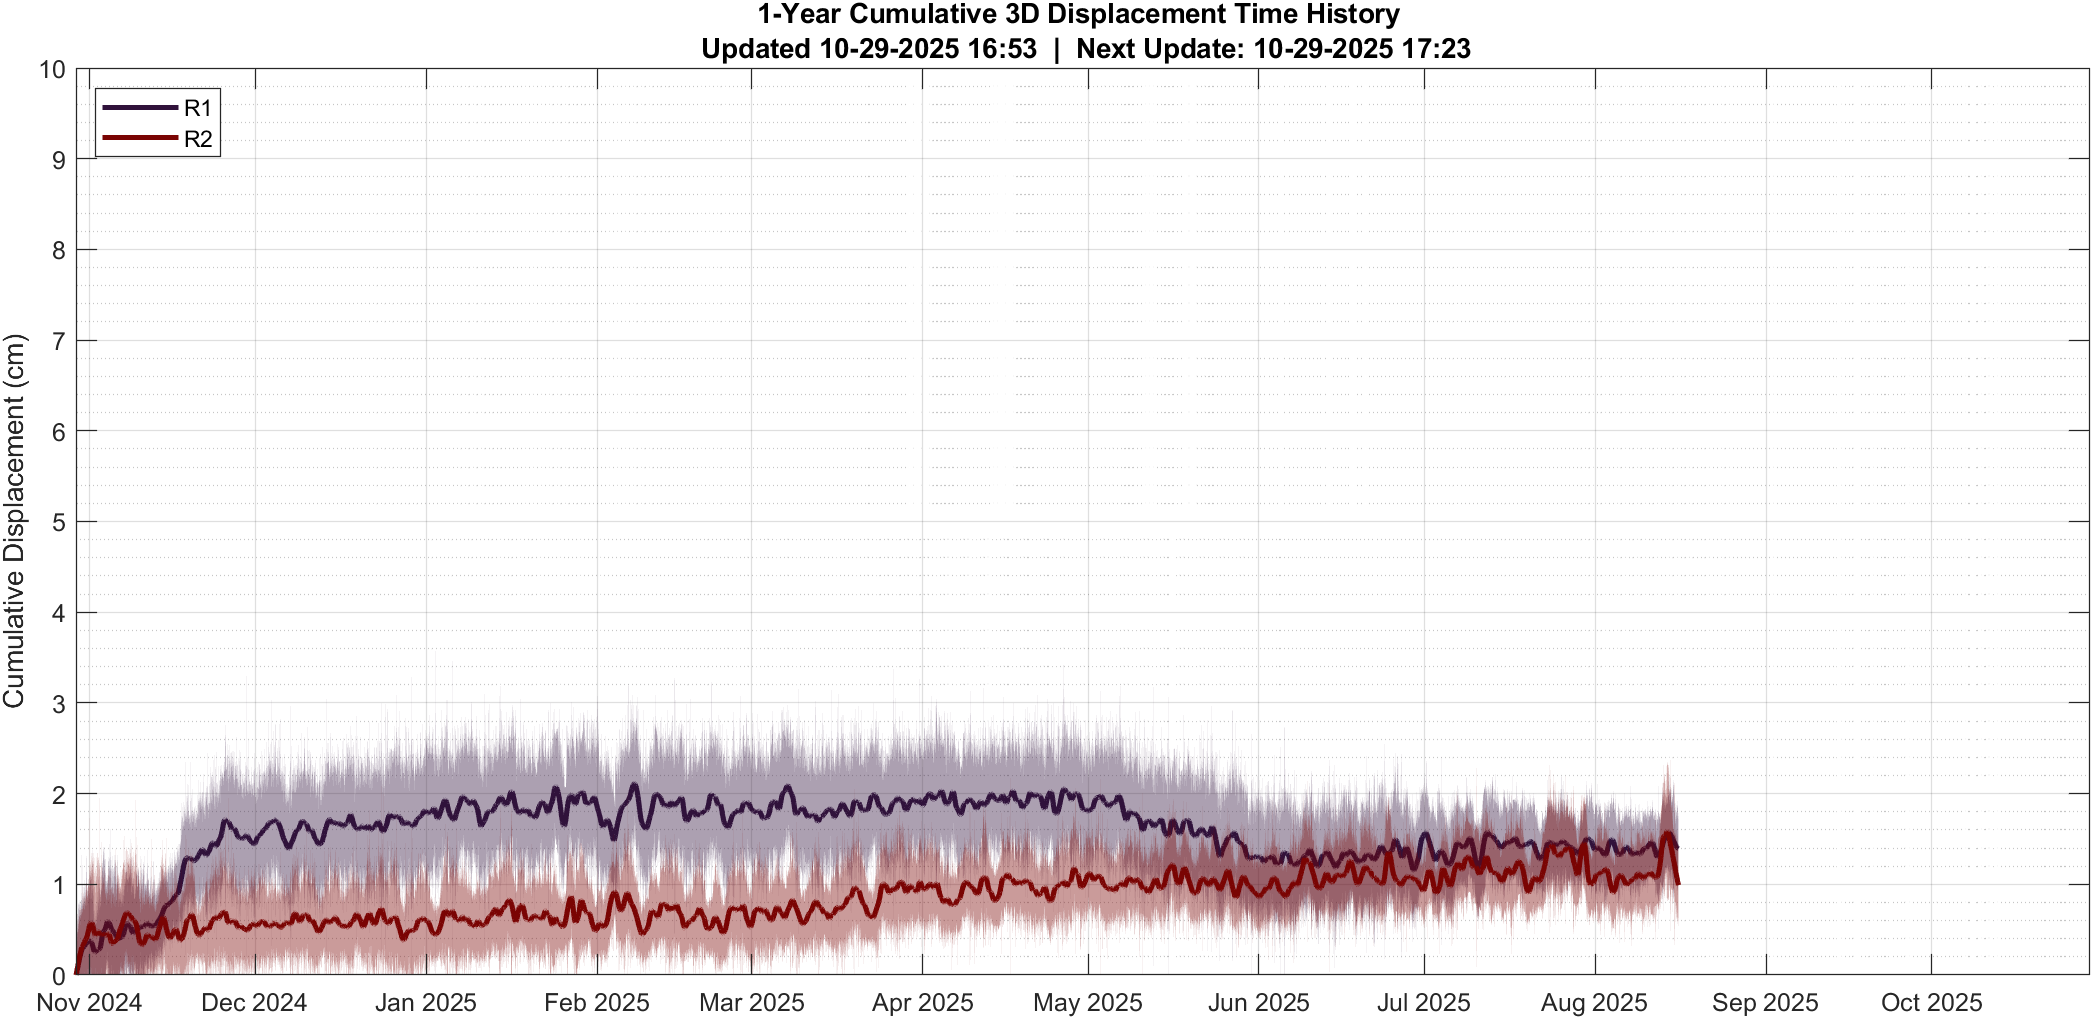 1-Year Cumulative 3D Displacement Time History
Updated 10-29-2025 16:53 | Next Update: 10-29-2025 17:23
R1
R2
Cumulative Displacement (cm)
10
9
8
7
6
5
4
3
2
1
0
Nov 2024 Dec 2024 Jan 2025 Feb 2025 Mar 2025 Apr 2025 May 2025 Jun 2025 Jul 2025 Aug 2025 Sep 2025 Oct 2025